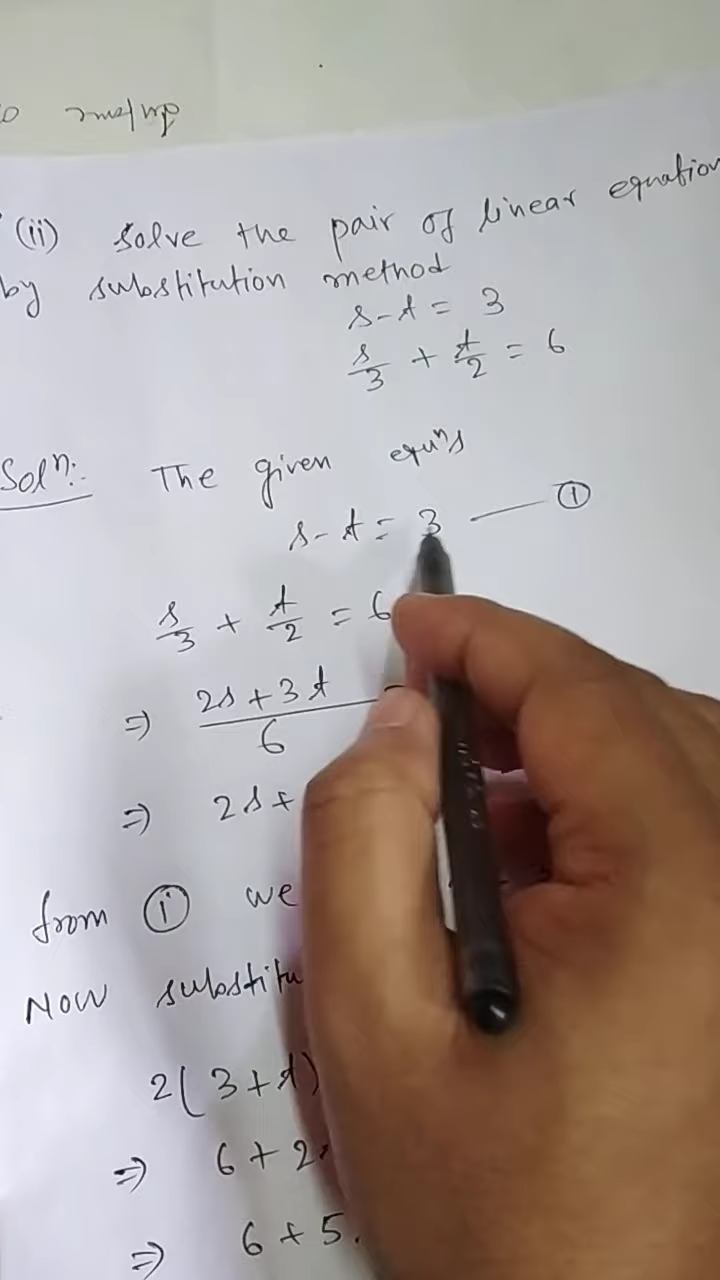 (ii) solve the pair of linear equation
by substitution method
s-t = 3
s/3 + t/2 = 6
Solⁿ:- The given equⁿs
s-t = 3 —— ①
s/3 + t/2 = 6
⇒ (2s+3t)/6
⇒ 2s+
from ① we
Now substitu
2(3+t)
⇒ 6+2
⇒ 6+5